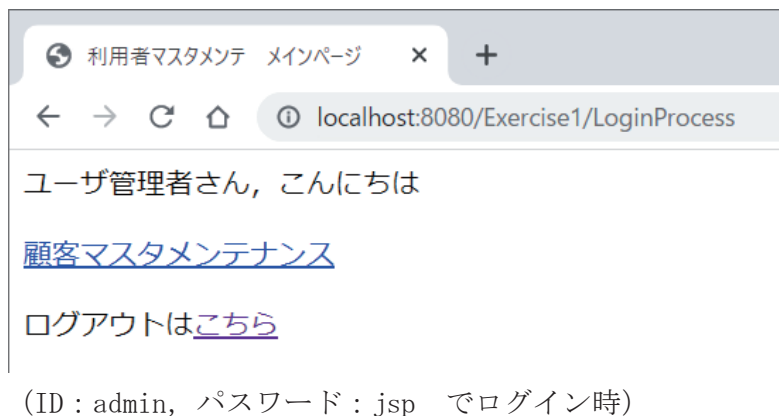 利用者マスタメンテ　メインページ
localhost:8080/Exercise1/LoginProcess
ユーザ管理者さん，こんにちは
顧客マスタメンテナンス
ログアウトはこちら
(ID：admin, パスワード：jsp　でログイン時)